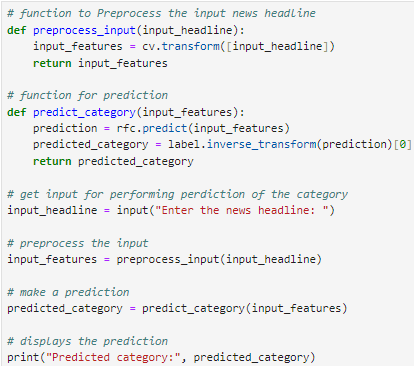 # function to Preprocess the input news headline
def preprocess_input(input_headline):
    input_features = cv.transform([input_headline])
    return input_features

# function for prediction
def predict_category(input_features):
    prediction = rfc.predict(input_features)
    predicted_category = label.inverse_transform(prediction)[0]
    return predicted_category

# get input for performing perdiction of the category
input_headline = input("Enter the news headline: ")

# preprocess the input
input_features = preprocess_input(input_headline)

# make a prediction
predicted_category = predict_category(input_features)

# displays the prediction
print("Predicted category:", predicted_category)